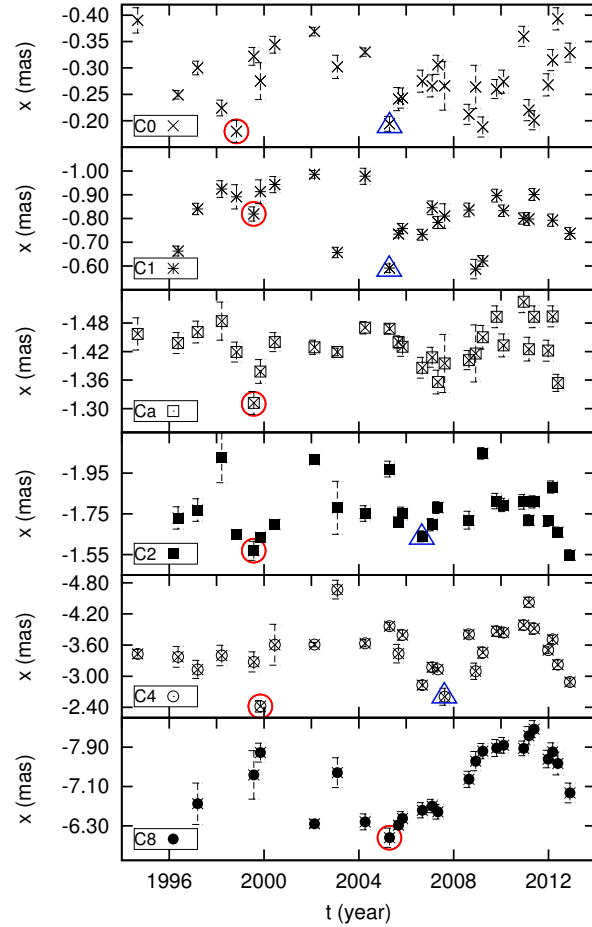 -0.40
-0.35
-0.30
-0.25
-0.20
x (mas)
C0
-1.00
-0.90
-0.80
-0.70
-0.60
x (mas)
C1
-1.48
-1.42
-1.36
-1.30
x (mas)
Ca
-1.95
-1.75
-1.55
x (mas)
C2
-4.80
-4.20
-3.60
-3.00
-2.40
x (mas)
C4
-7.90
-7.10
-6.30
x (mas)
C8
1996 2000 2004 2008 2012
t (year)